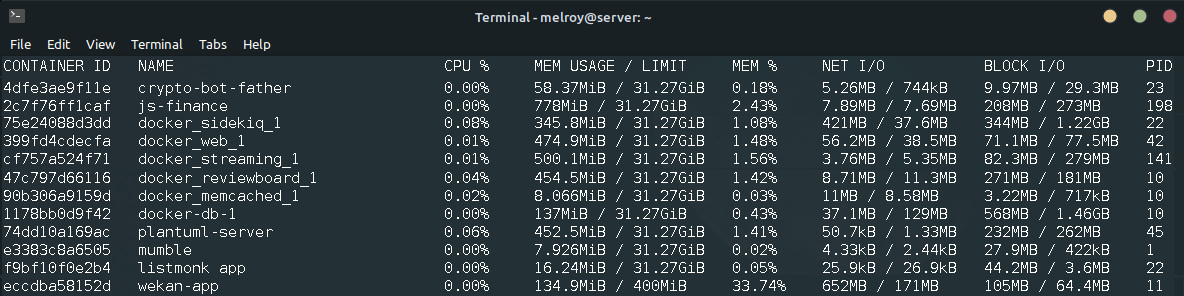 Terminal - melroy@server: ~
File Edit View Terminal Tabs Help
CONTAINER ID NAME CPU % MEM USAGE / LIMIT MEM % NET I/O BLOCK I/O PID
4dfe3ae9f11e crypto-bot-father 0.00% 58.37MiB / 31.27GiB 0.18% 5.26MB / 744kB 9.97MB / 29.3MB 23
2c7f76ff1caf js-finance 0.00% 778MiB / 31.27GiB 2.43% 7.89MB / 7.69MB 208MB / 273MB 198
75e24088d3dd docker_sidekiq_1 0.08% 345.8MiB / 31.27GiB 1.08% 421MB / 37.6MB 344MB / 1.22GB 22
399fd4cdecfa docker_web_1 0.01% 474.9MiB / 31.27GiB 1.48% 56.2MB / 38.5MB 71.1MB / 77.5MB 42
cf757a524f71 docker_streaming_1 0.01% 500.1MiB / 31.27GiB 1.56% 3.76MB / 5.35MB 82.3MB / 279MB 141
47c797d66116 docker_reviewboard_1 0.04% 454.5MiB / 31.27GiB 1.42% 8.71MB / 11.3MB 271MB / 181MB 10
90b306a9159d docker_memcached_1 0.02% 8.066MiB / 31.27GiB 0.03% 11MB / 8.58MB 3.22MB / 717kB 10
1178bb0d9f42 docker-db-1 0.00% 137MiB / 31.27GiB 0.43% 37.1MB / 129MB 568MB / 1.46GB 10
74dd10a169ac plantuml-server 0.06% 452.5MiB / 31.27GiB 1.41% 50.7kB / 1.33MB 232MB / 262MB 45
e3383c8a6505 mumble 0.00% 7.926MiB / 31.27GiB 0.02% 4.33kB / 2.44kB 27.9MB / 422kB 1
f9bf10f0e2b4 listmonk app 0.00% 16.24MiB / 31.27GiB 0.05% 25.9kB / 26.9kB 44.2MB / 3.6MB 22
eccdba58152d wekan-app 0.00% 134.9MiB / 400MiB 33.74% 652MB / 171MB 105MB / 64.4MB 11